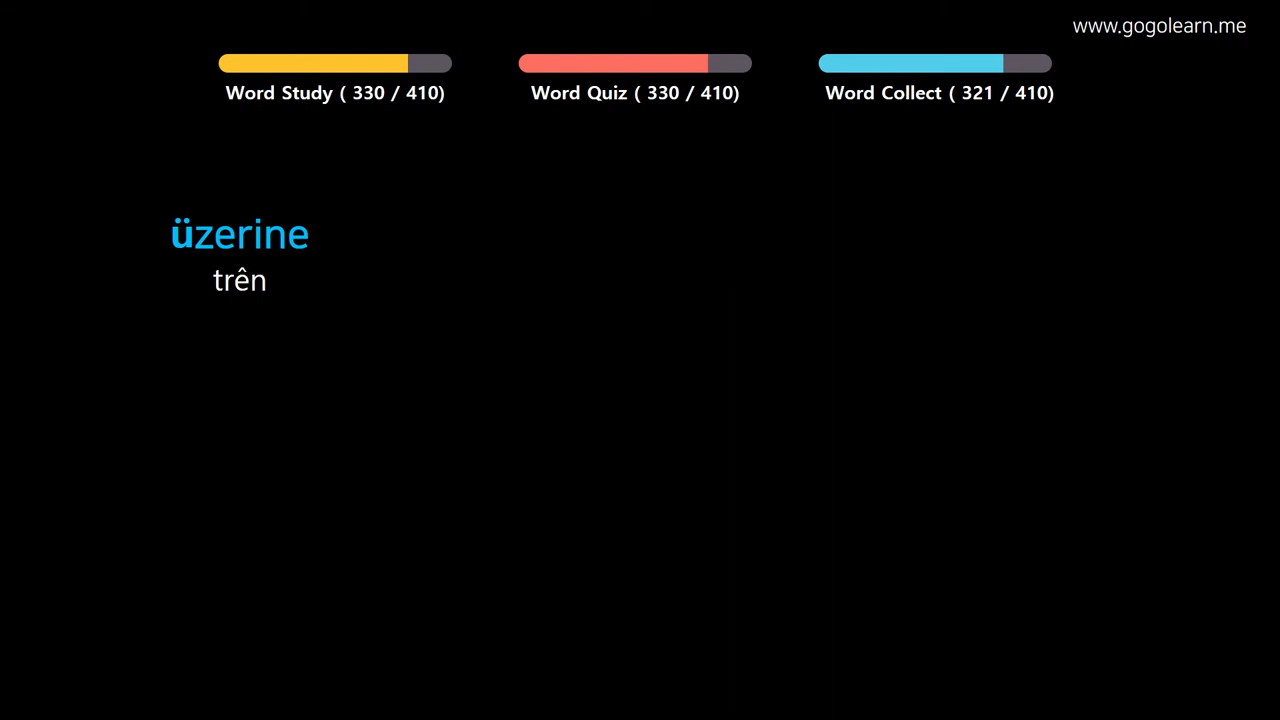 www.gogolearn.me
Word Study ( 330 / 410)
Word Quiz ( 330 / 410)
Word Collect ( 321 / 410)
üzerine
trên